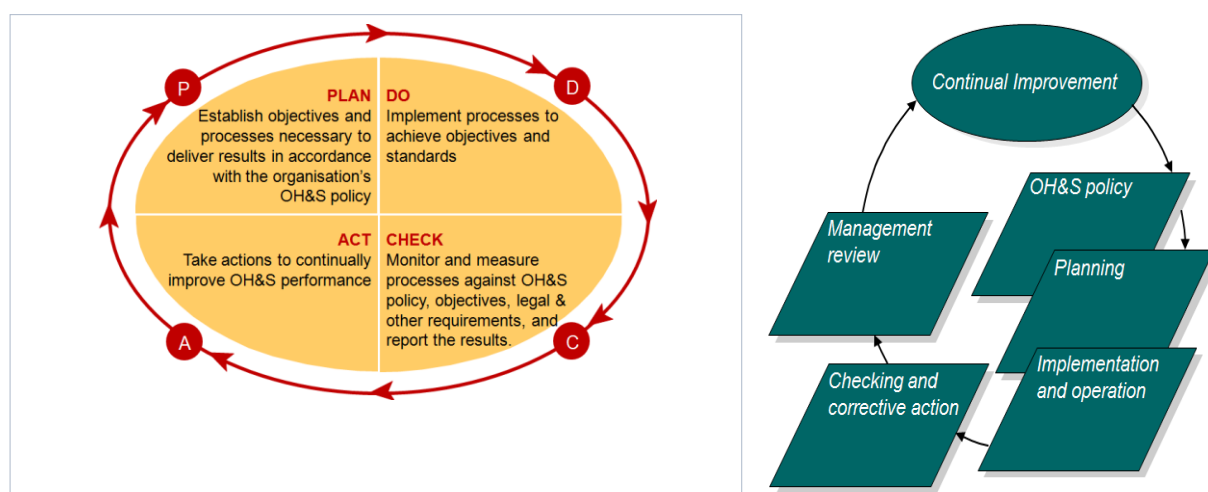 P
D
PLAN
Establish objectives and
processes necessary to
deliver results in accordance
with the organisation's
OH&S policy
DO
Implement processes to
achieve objectives and
standards
ACT
Take actions to continually
improve OH&S performance
CHECK
Monitor and measure
processes against OH&S
policy, objectives, legal &
other requirements, and
report the results.
A
C
Continual Improvement
OH&S policy
Planning
Implementation
and operation
Checking and
corrective action
Management
review